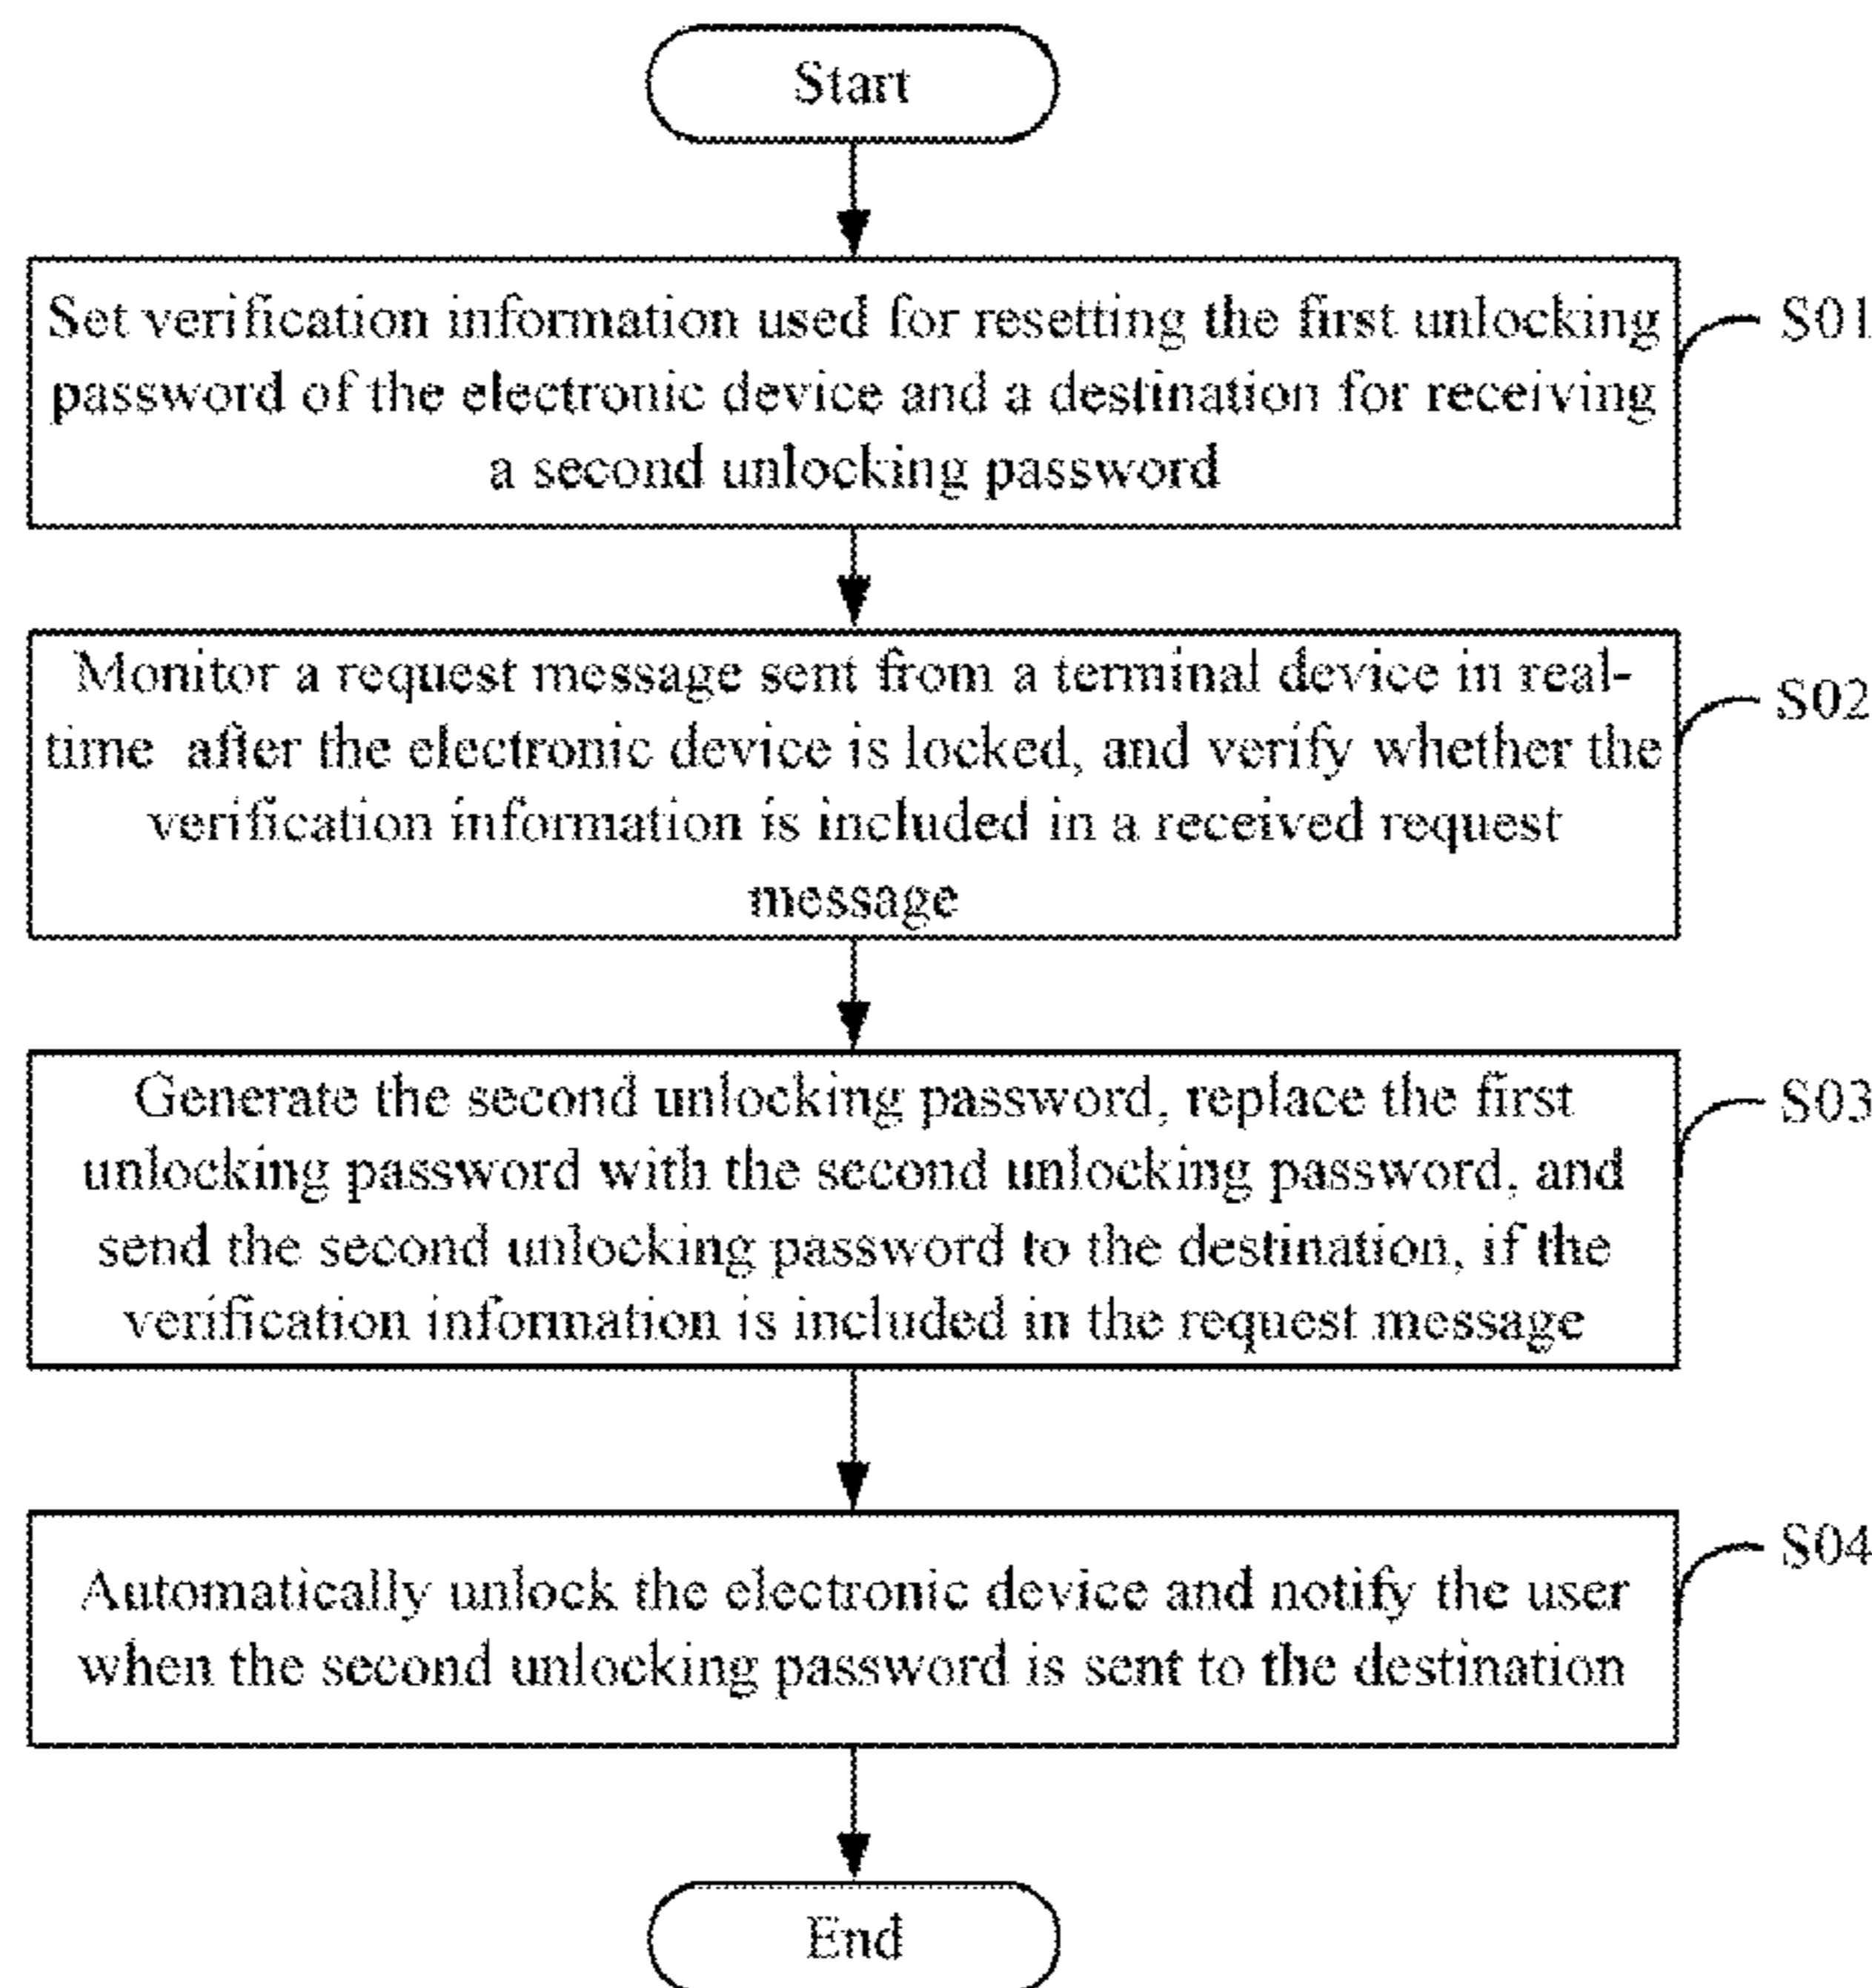 Start
Set verification information used for resetting the first unlocking
password of the electronic device and a destination for receiving
a second unlocking password
S01
Monitor a request message sent from a terminal device in real-
time after the electronic device is locked, and verify whether the
verification information is included in a received request
message
S02
Generate the second unlocking password, replace the first
unlocking password with the second unlocking password, and
send the second unlocking password to the destination, if the
verification information is included in the request message
S03
Automatically unlock the electronic device and notify the user
when the second unlocking password is sent to the destination
S04
End